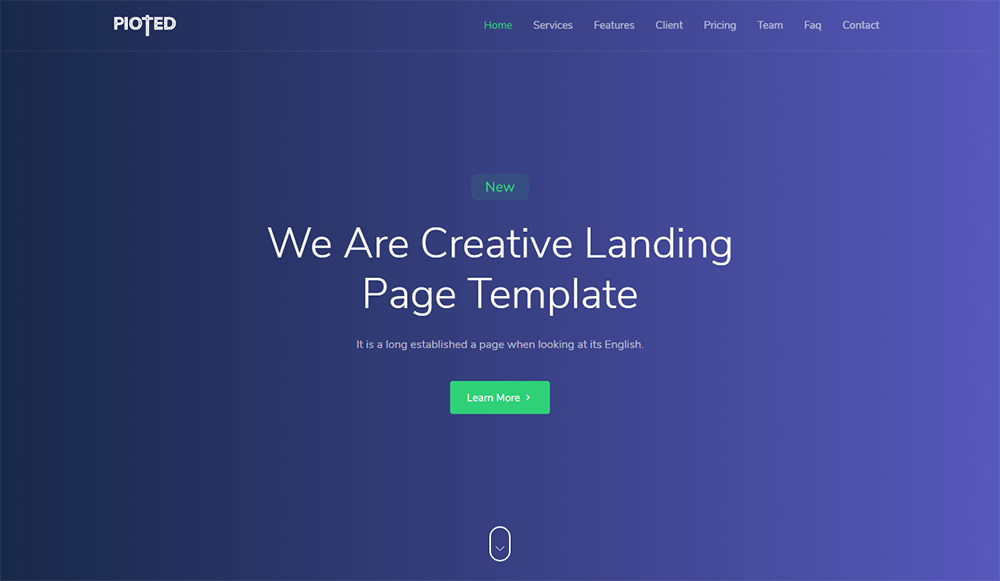 PIOTED
Home Services Features Client Pricing Team Faq Contact
New
We Are Creative Landing
Page Template
It is a long established a page when looking at its English.
Learn More